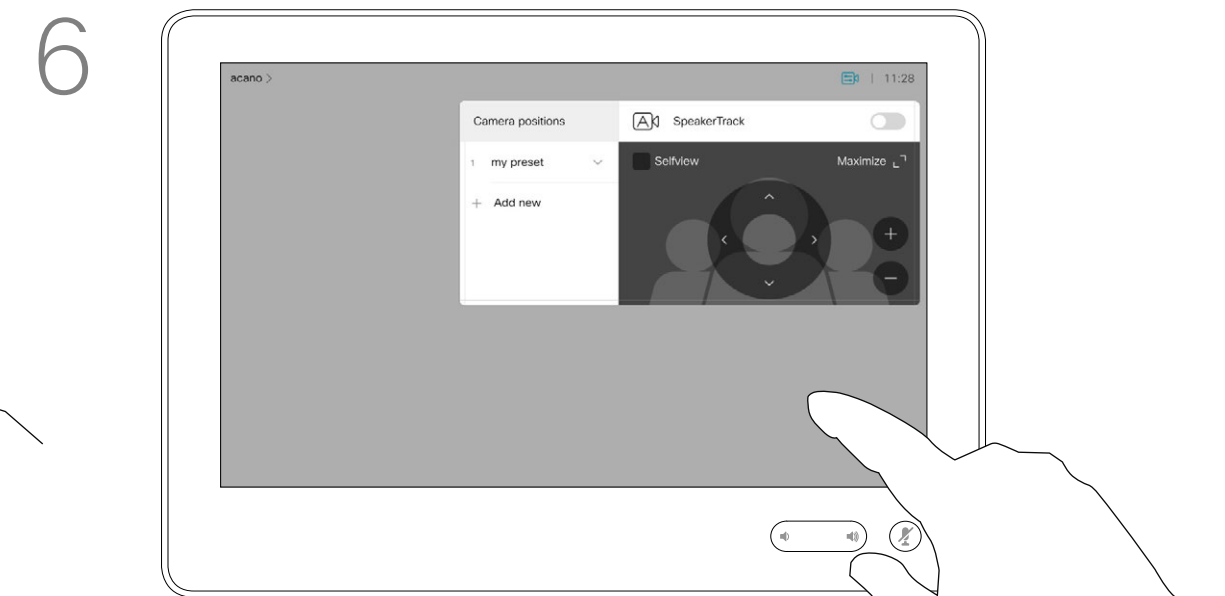 6
acano >
11:28
Camera positions
SpeakerTrack
1 my preset
Selfview
Maximize
+ Add new